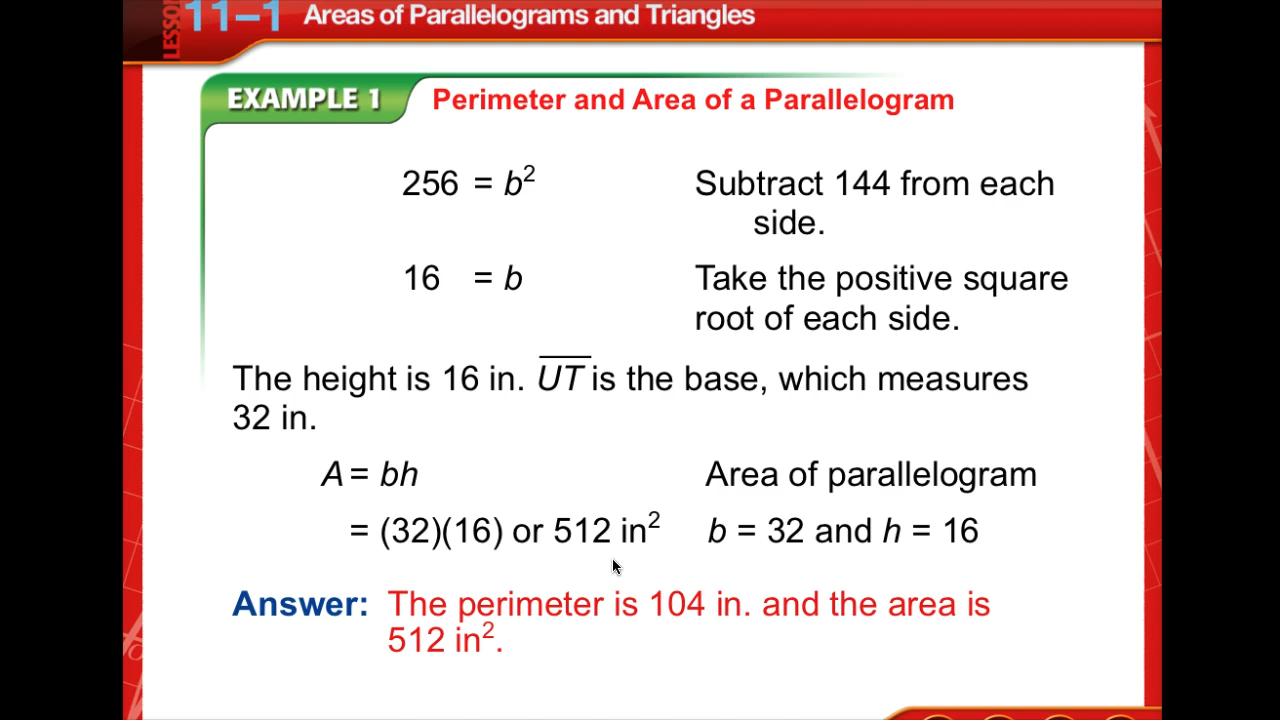 LESSON 11–1 Areas of Parallelograms and Triangles
EXAMPLE 1 Perimeter and Area of a Parallelogram
256 = b² Subtract 144 from each
side.
16 = b Take the positive square
root of each side.
The height is 16 in. U͞T͞ is the base, which measures
32 in.
A = bh Area of parallelogram
= (32)(16) or 512 in² b = 32 and h = 16
Answer: The perimeter is 104 in. and the area is
512 in².